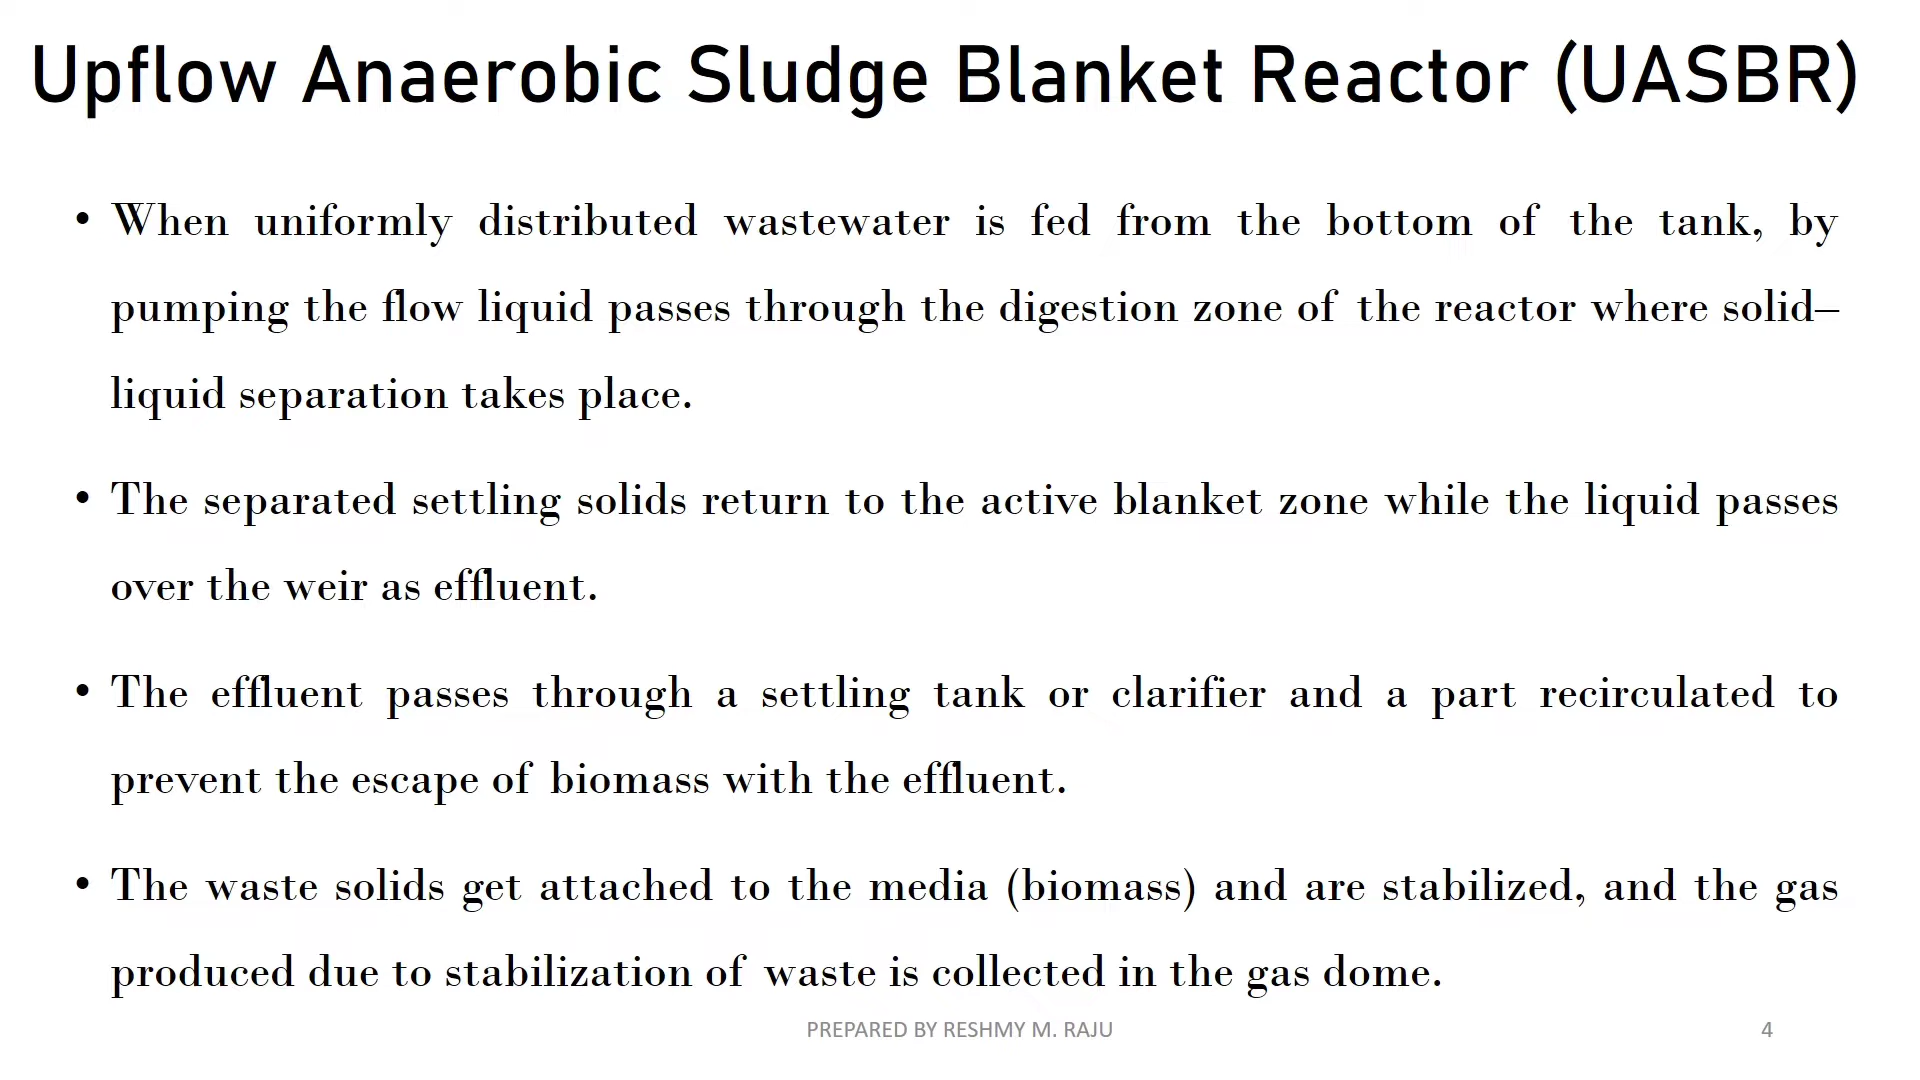 Upflow Anaerobic Sludge Blanket Reactor (UASBR)
• When uniformly distributed wastewater is fed from the bottom of the tank, by
pumping the flow liquid passes through the digestion zone of the reactor where solid–
liquid separation takes place.
• The separated settling solids return to the active blanket zone while the liquid passes
over the weir as effluent.
• The effluent passes through a settling tank or clarifier and a part recirculated to
prevent the escape of biomass with the effluent.
• The waste solids get attached to the media (biomass) and are stabilized, and the gas
produced due to stabilization of waste is collected in the gas dome.
PREPARED BY RESHMY M. RAJU
4